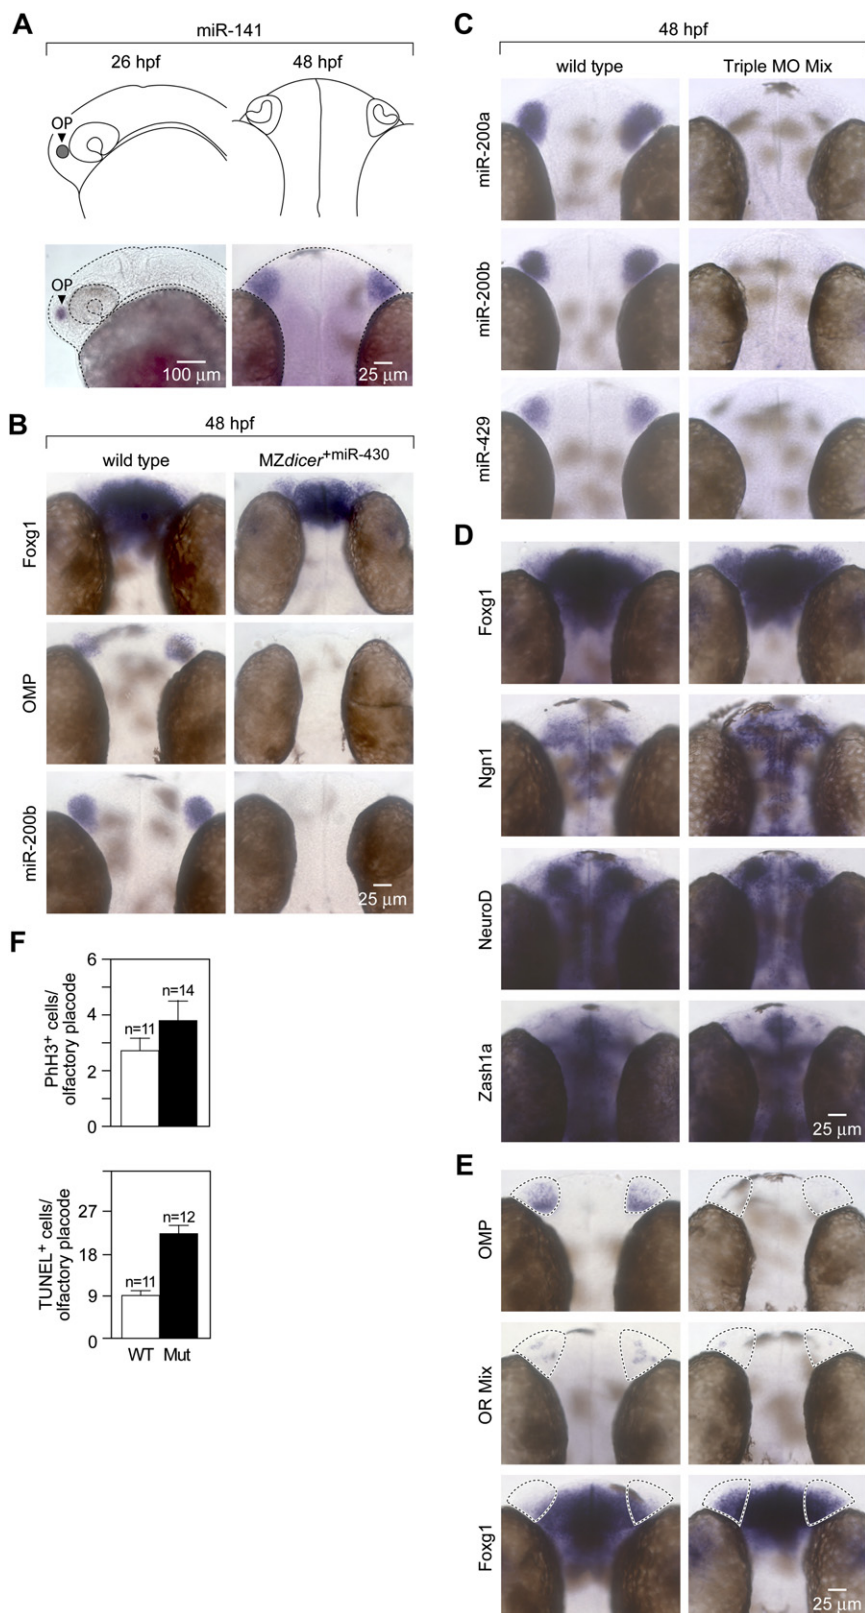 A
miR-141
26 hpf
48 hpf
OP
OP
100 μm
25 μm
B
48 hpf
wild type
MZdicer+miR-430
Foxg1
OMP
miR-200b
25 μm
F
6
4
2
0
PhH3+ cells/
olfactory placode
n=11
n=14
27
18
9
0
TUNEL+ cells/
olfactory placode
n=11
n=12
WT
Mut
C
48 hpf
wild type
Triple MO Mix
miR-200a
miR-200b
miR-429
D
Foxg1
Ngn1
NeuroD
Zash1a
25 μm
E
OMP
OR Mix
Foxg1
25 μm